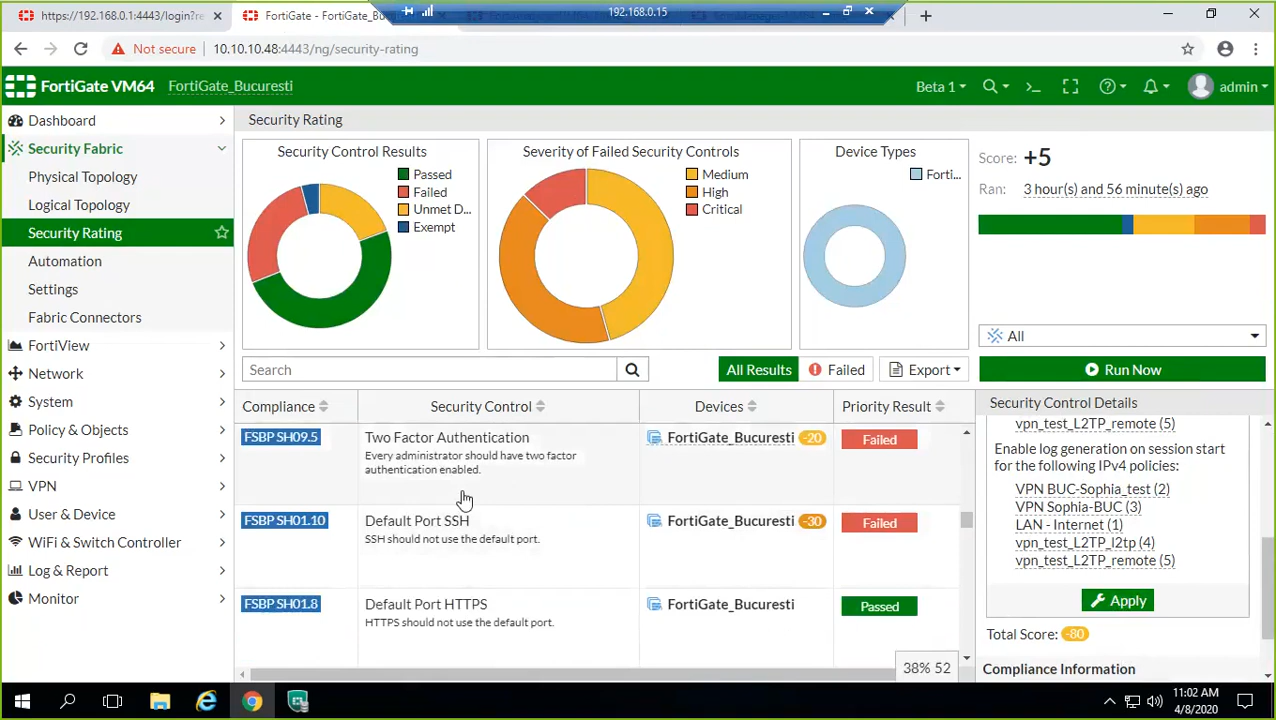 https://192.168.0.1:4443/login?re
FortiGate - FortiGate_Bu
192.168.0.15
Not secure
10.10.10.48:4443/ng/security-rating
FortiGate VM64
FortiGate_Bucuresti
Beta 1
admin
Dashboard
Security Fabric
Physical Topology
Logical Topology
Security Rating
Automation
Settings
Fabric Connectors
FortiView
Network
System
Policy & Objects
Security Profiles
VPN
User & Device
WiFi & Switch Controller
Log & Report
Monitor
Security Rating
Security Control Results
Passed
Failed
Unmet D...
Exempt
Severity of Failed Security Controls
Medium
High
Critical
Device Types
Forti...
Score: +5
Ran: 3 hour(s) and 56 minute(s) ago
All
Search
All Results
Failed
Export
Run Now
Compliance
Security Control
Devices
Priority Result
FSBP SH09.5
Two Factor Authentication
Every administrator should have two factor
authentication enabled.
FortiGate_Bucuresti -20
Failed
FSBP SH01.10
Default Port SSH
SSH should not use the default port.
FortiGate_Bucuresti -30
Failed
FSBP SH01.8
Default Port HTTPS
HTTPS should not use the default port.
FortiGate_Bucuresti
Passed
38% 52
Security Control Details
vpn_test_L2TP_remote (5)
Enable log generation on session start
for the following IPv4 policies:
VPN BUC-Sophia_test (2)
VPN Sophia-BUC (3)
LAN - Internet (1)
vpn_test_L2TP_l2tp (4)
vpn_test_L2TP_remote (5)
Apply
Total Score: -80
Compliance Information
11:02 AM
4/8/2020